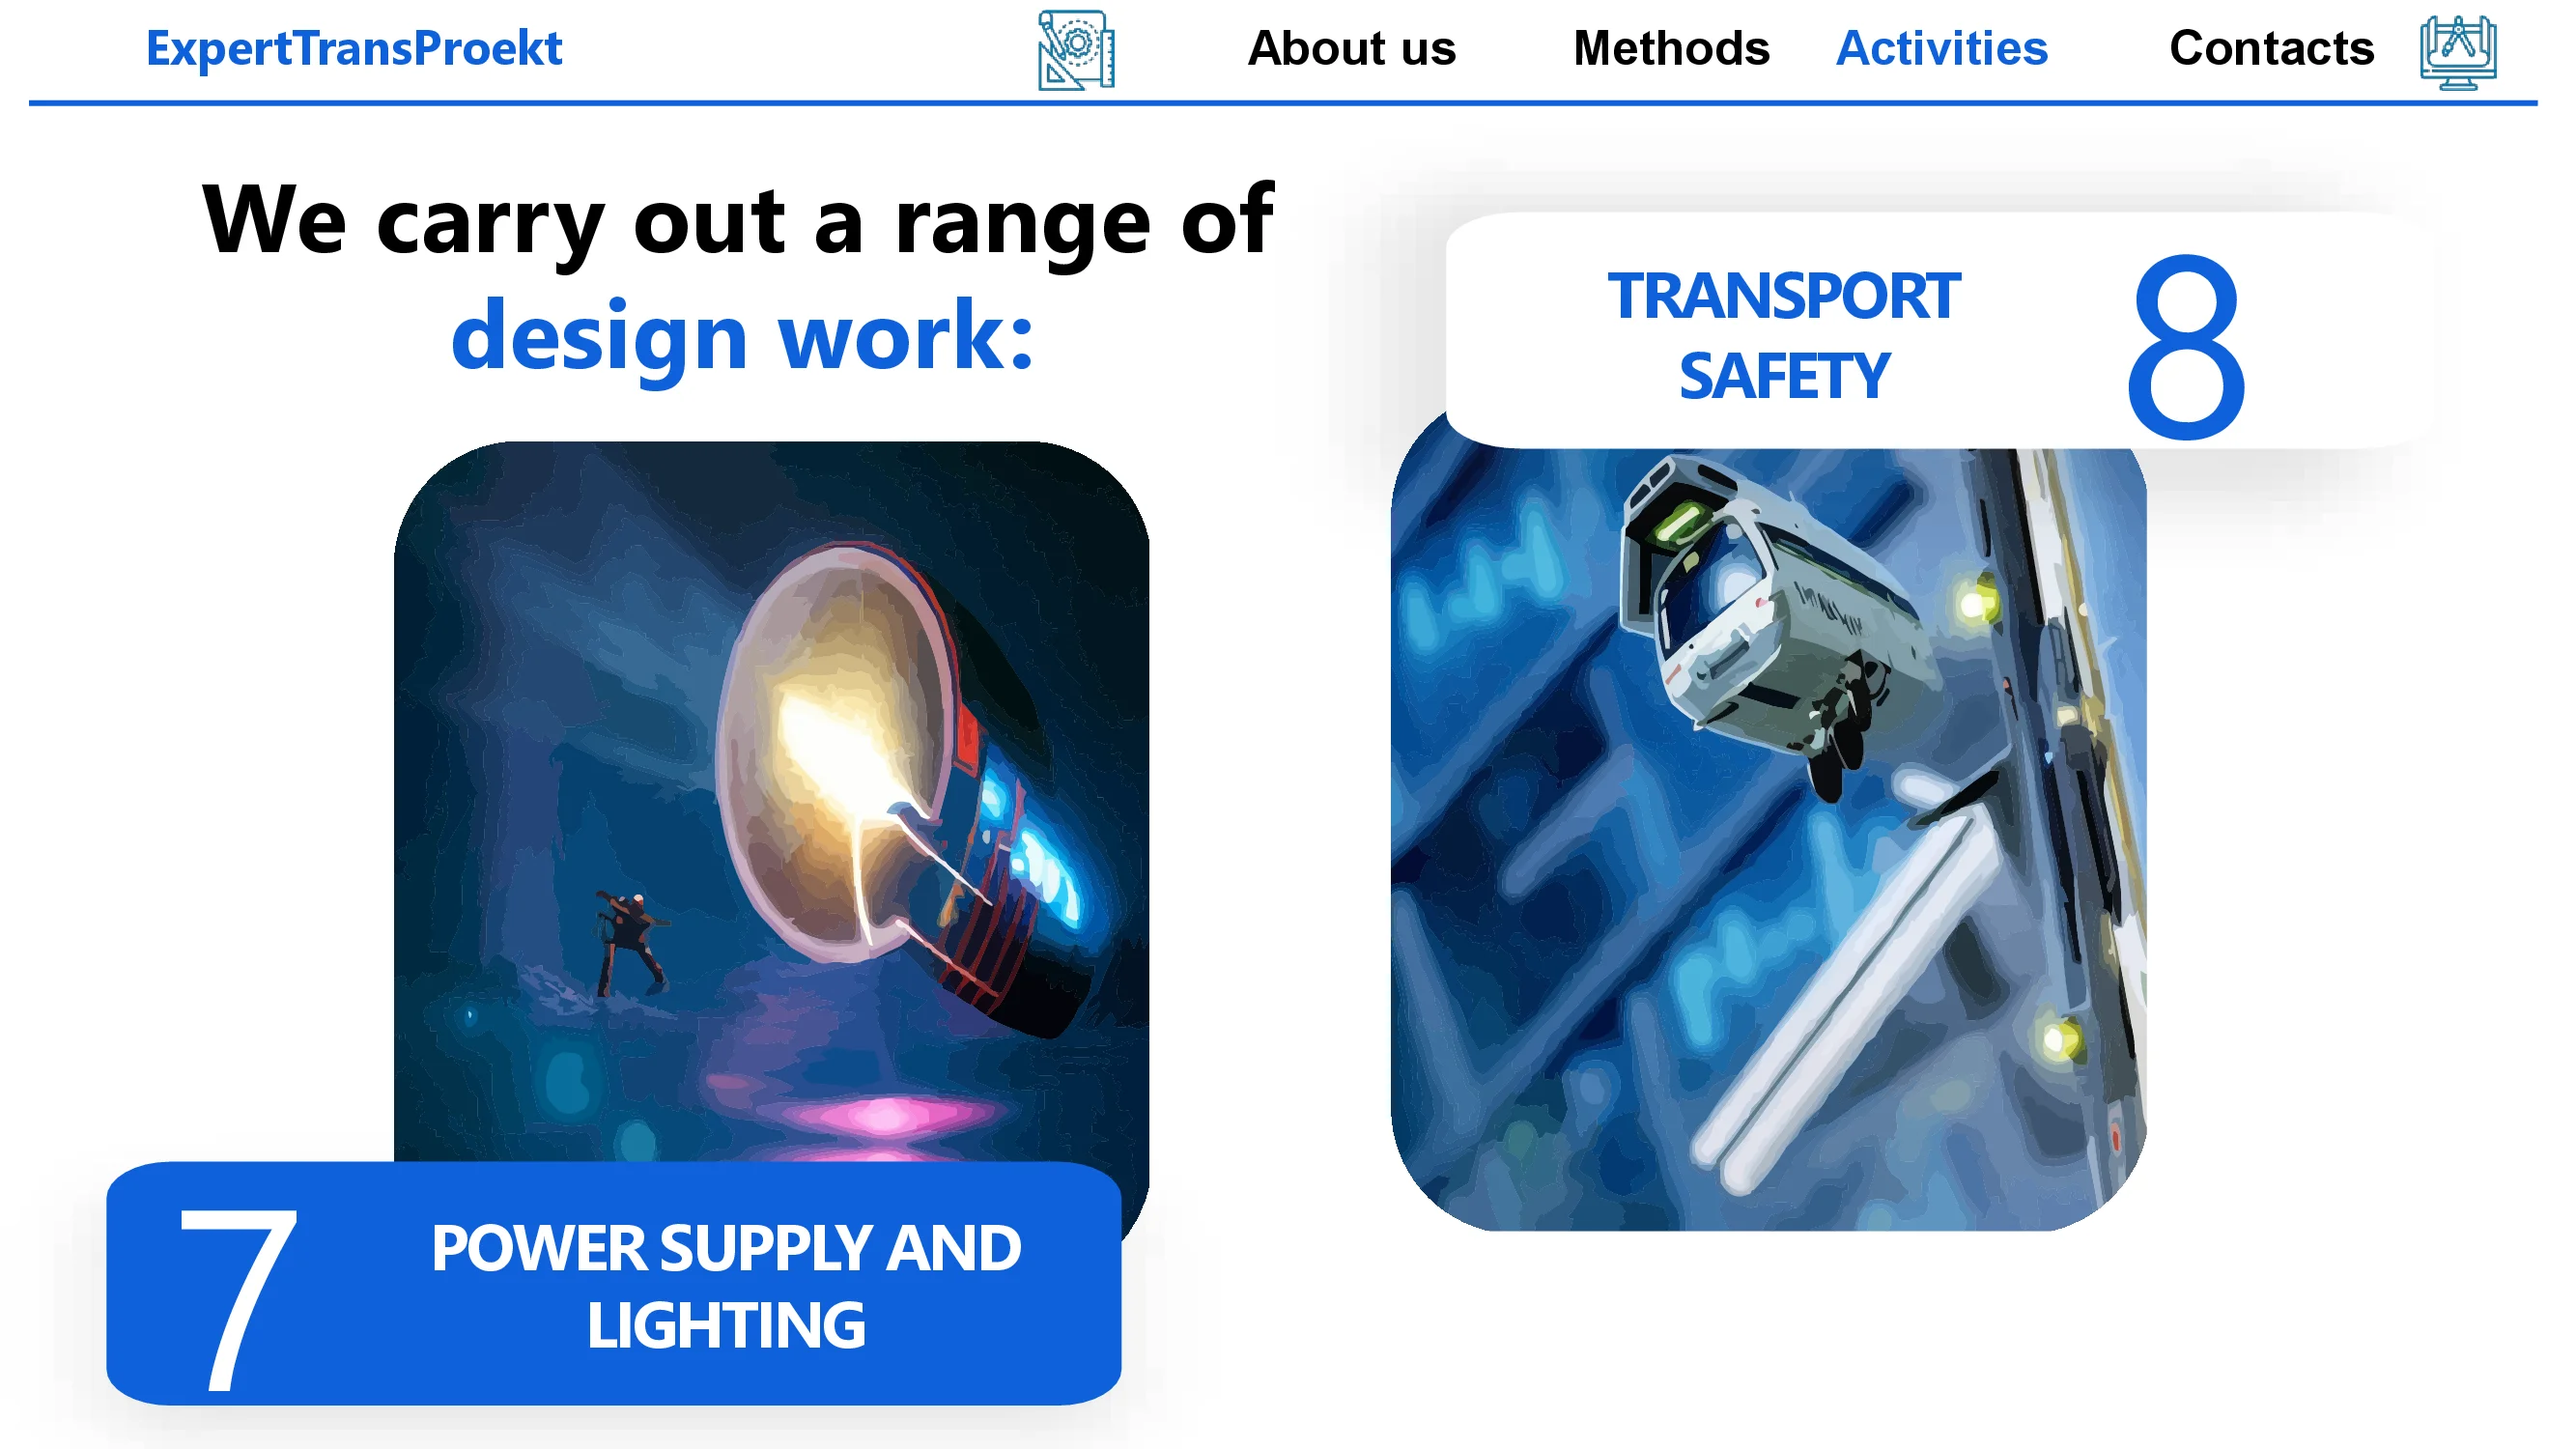 ExpertTransProekt
About us
Methods
Activities
Contacts
We carry out a range of
design work:
TRANSPORT
SAFETY
8
7
POWER SUPPLY AND
LIGHTING